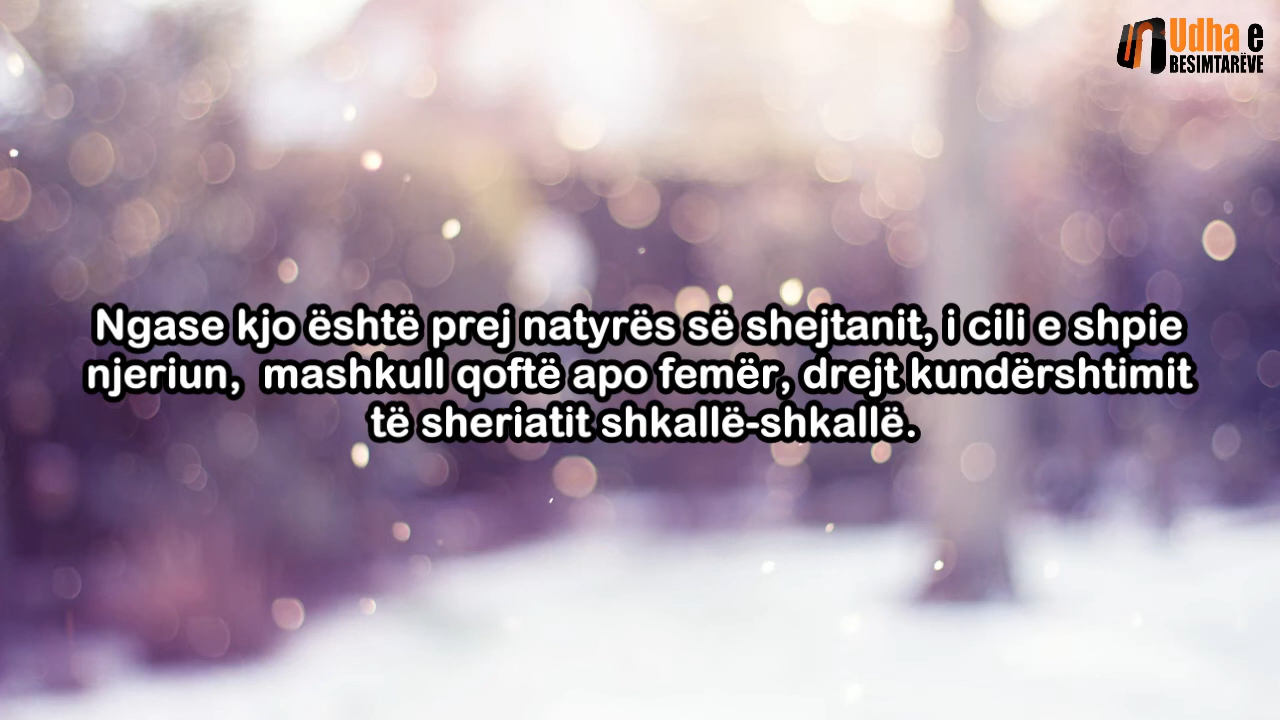 Udha e
BESIMTARËVE
Ngase kjo është prej natyrës së shejtanit, i cili e shpie
njeriun,  mashkull qoftë apo femër, drejt kundërshtimit
të sheriatit shkallë-shkallë.